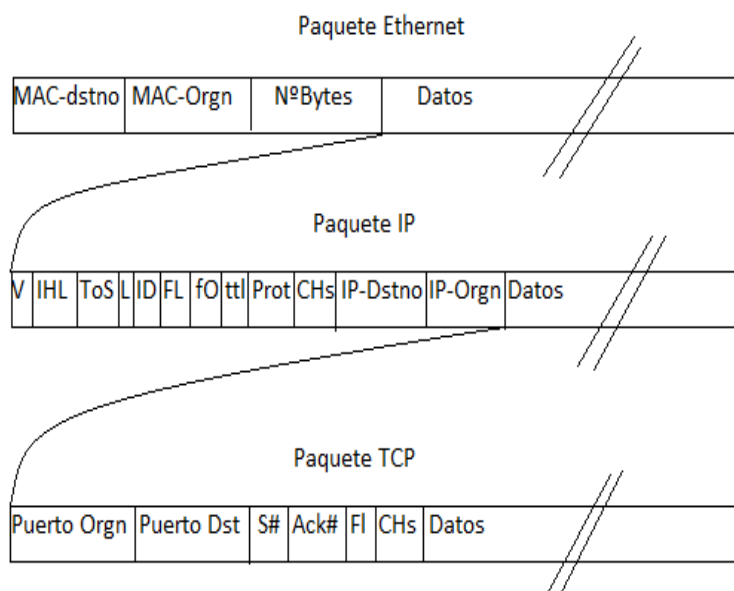 Paquete Ethernet
MAC-dstno MAC-Orgn NºBytes Datos
Paquete IP
V IHL ToS L ID FL fO ttl Prot CHs IP-Dstno IP-Orgn Datos
Paquete TCP
Puerto Orgn Puerto Dst S# Ack# Fl CHs Datos